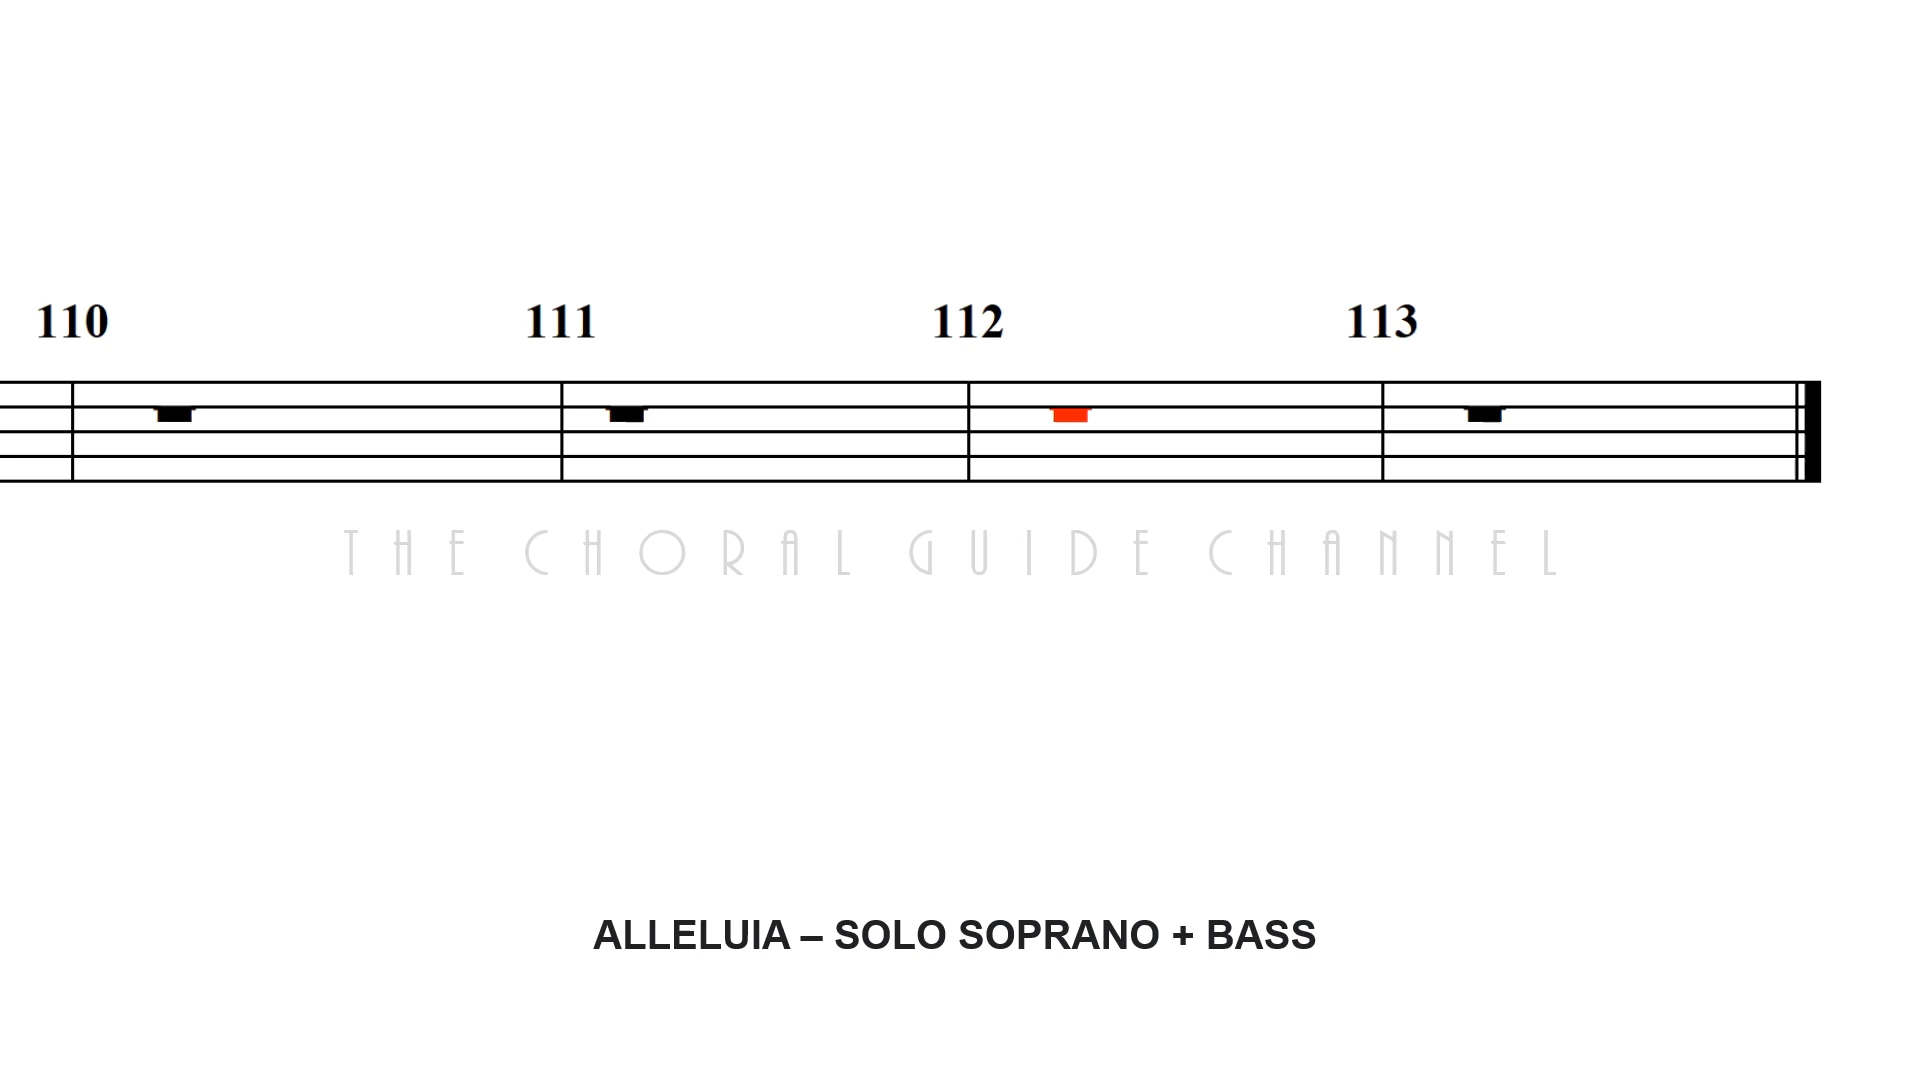 110 111 112 113
THE CHORAL GUIDE CHANNEL
ALLELUIA – SOLO SOPRANO + BASS